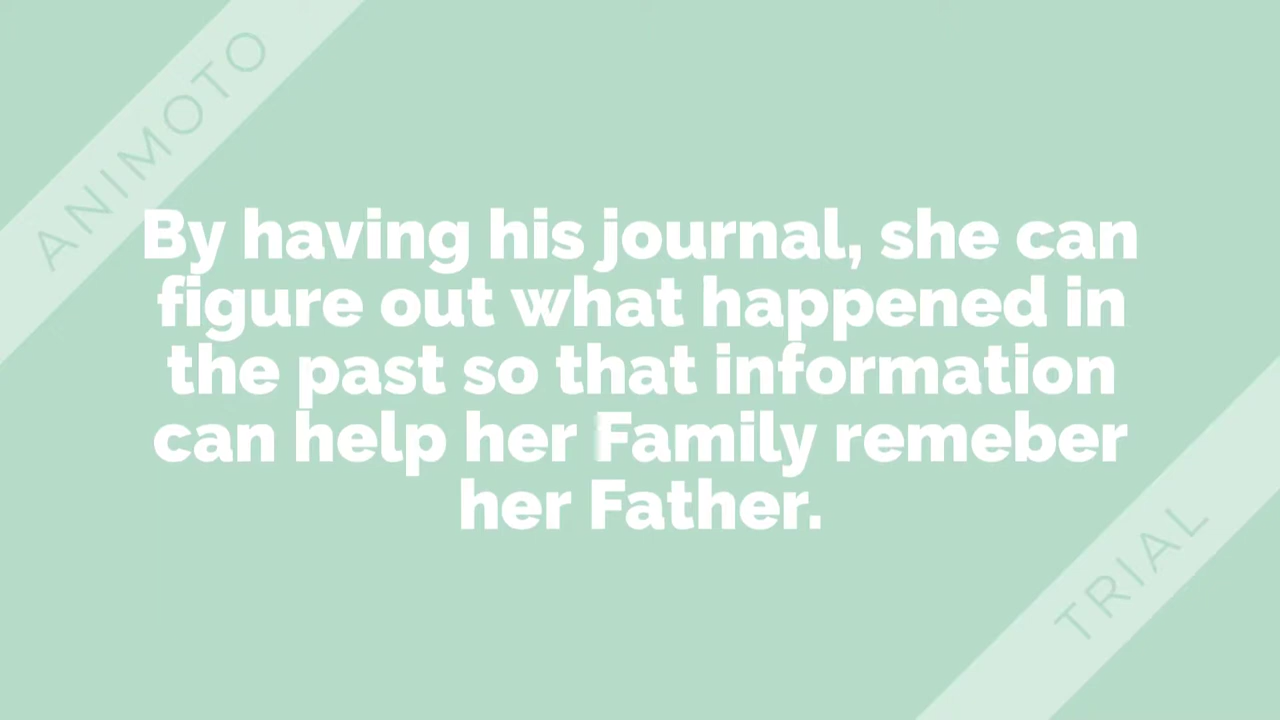 ANIMOTO
By having his journal, she can
figure out what happened in
the past so that information
can help her Family remeber
her Father.
TRIAL